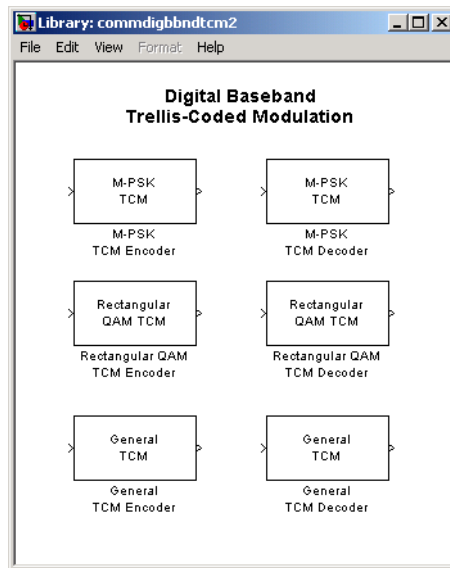 Library: commdigbbndtcm2
File Edit View Format Help
Digital Baseband
Trellis-Coded Modulation
M-PSK
TCM
M-PSK
TCM Encoder
M-PSK
TCM
M-PSK
TCM Decoder
Rectangular
QAM TCM
Rectangular QAM
TCM Encoder
Rectangular
QAM TCM
Rectangular QAM
TCM Decoder
General
TCM
General
TCM Encoder
General
TCM
General
TCM Decoder